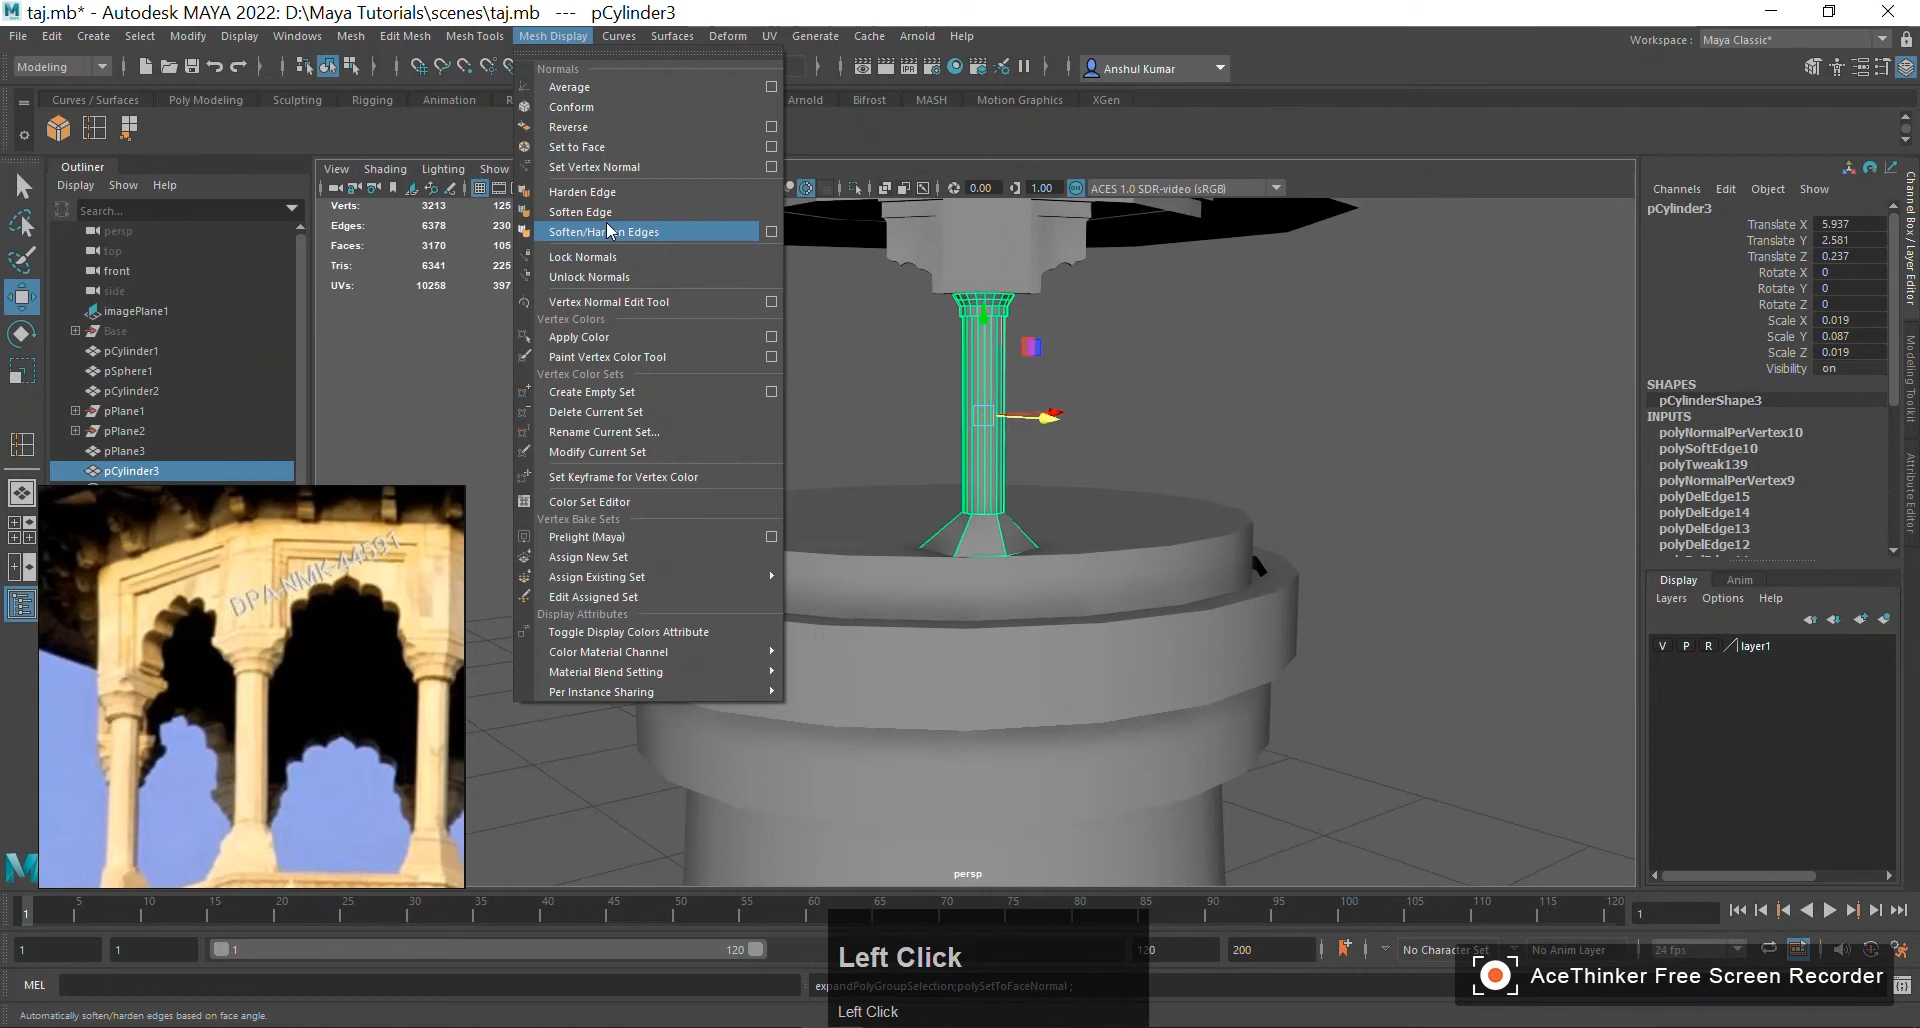 taj.mb* - Autodesk MAYA 2022: D:\Maya Tutorials\scenes\taj.mb --- pCylinder3
File Edit Create Select Modify Display Windows Mesh Edit Mesh Mesh Tools Mesh Display Curves Surfaces Deform UV Generate Cache Arnold Help
Workspace: Maya Classic*
Modeling
Anshul Kumar
Curves / Surfaces Poly Modeling Sculpting Rigging Animation Arnold Bifrost MASH Motion Graphics XGen
Outliner
Display Show Help
Search...
persp
top
front
side
imagePlane1
Base
pCylinder1
pSphere1
pCylinder2
pPlane1
pPlane2
pPlane3
pCylinder3
View Shading Lighting Show
0.00 1.00 ON ACES 1.0 SDR-video (sRGB)
Verts: 3213 125
Edges: 6378 230
Faces: 3170 105
Tris: 6341 225
UVs: 10258 397
Normals
Average
Conform
Reverse
Set to Face
Set Vertex Normal
Harden Edge
Soften Edge
Soften/Harden Edges
Lock Normals
Unlock Normals
Vertex Normal Edit Tool
Vertex Colors
Apply Color
Paint Vertex Color Tool
Vertex Color Sets
Create Empty Set
Delete Current Set
Rename Current Set...
Modify Current Set
Set Keyframe for Vertex Color
Color Set Editor
Vertex Bake Sets
Prelight (Maya)
Assign New Set
Assign Existing Set
Edit Assigned Set
Display Attributes
Toggle Display Colors Attribute
Color Material Channel
Material Blend Setting
Per Instance Sharing
DPA-NMK-44591
persp
Channels Edit Object Show
pCylinder3
Translate X 5.937
Translate Y 2.581
Translate Z 0.237
Rotate X 0
Rotate Y 0
Rotate Z 0
Scale X 0.019
Scale Y 0.087
Scale Z 0.019
Visibility on
SHAPES
pCylinderShape3
INPUTS
polyNormalPerVertex10
polySoftEdge10
polyTweak139
polyNormalPerVertex9
polyDelEdge15
polyDelEdge14
polyDelEdge13
polyDelEdge12
Channel Box / Layer Editor
Modeling Toolkit
Attribute Editor
Display Anim
Layers Options Help
V P R layer1
1 5 10 15 20 25 30 35 40 45 50 55 60 65 70 75 80 85 90 95 100 105 110 115 120 1
1 1 1 120 120 200 No Character Set No Anim Layer 24 fps
MEL
expandPolyGroupSelection;polySetToFaceNormal ;
Left Click
Left Click
AceThinker Free Screen Recorder
Automatically soften/harden edges based on face angle.